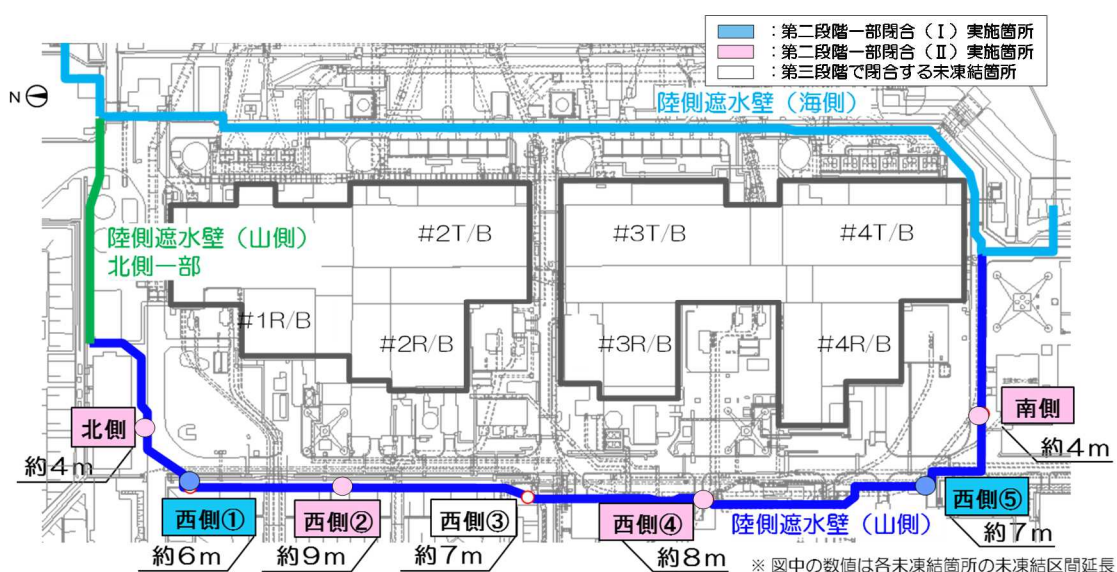 ：第二段階一部閉合（Ⅰ）実施箇所
：第二段階一部閉合（Ⅱ）実施箇所
：第三段階で閉合する未凍結箇所
N
陸側遮水壁（海側）
陸側遮水壁（山側）
北側一部
#2T/B
#3T/B
#4T/B
#1R/B
#2R/B
#3R/B
#4R/B
北側
約4m
南側
約4m
西側①
約6m
西側②
約9m
西側③
約7m
西側④
約8m
陸側遮水壁（山側）
西側⑤
約7m
※ 図中の数値は各未凍結箇所の未凍結区間延長